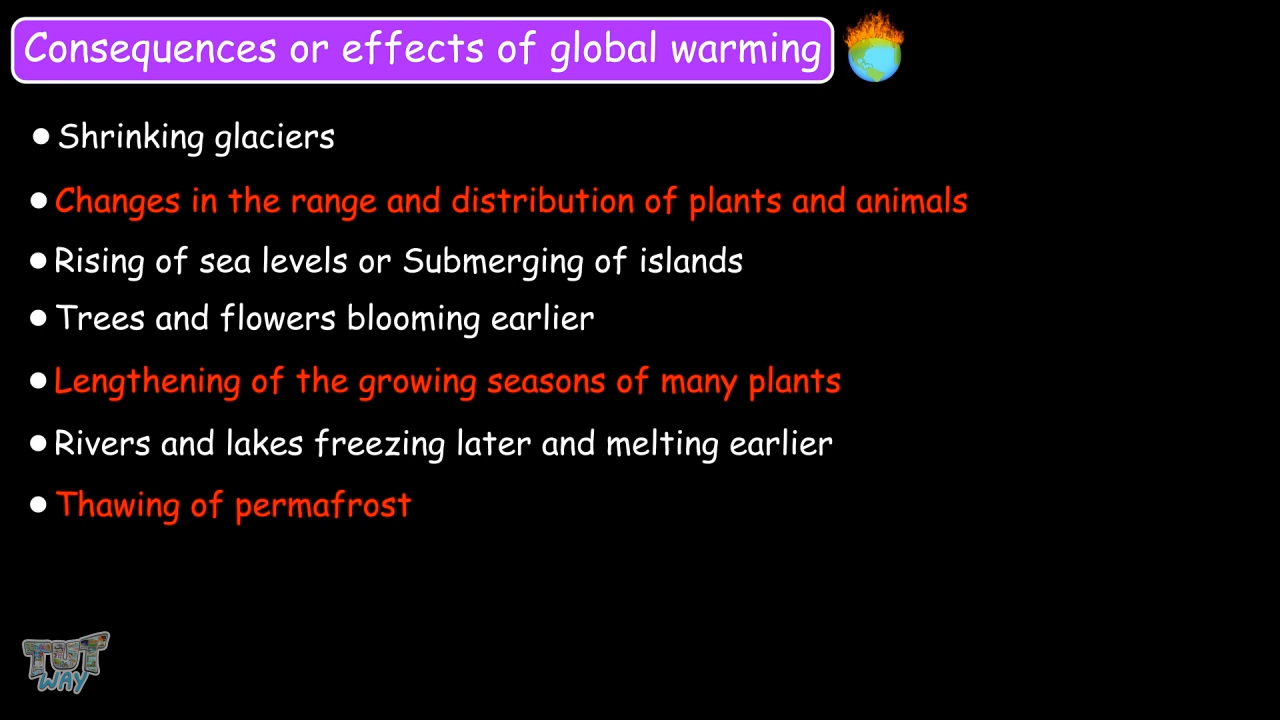 Consequences or effects of global warming
• Shrinking glaciers
• Changes in the range and distribution of plants and animals
• Rising of sea levels or Submerging of islands
• Trees and flowers blooming earlier
• Lengthening of the growing seasons of many plants
• Rivers and lakes freezing later and melting earlier
• Thawing of permafrost
TUT
WAY